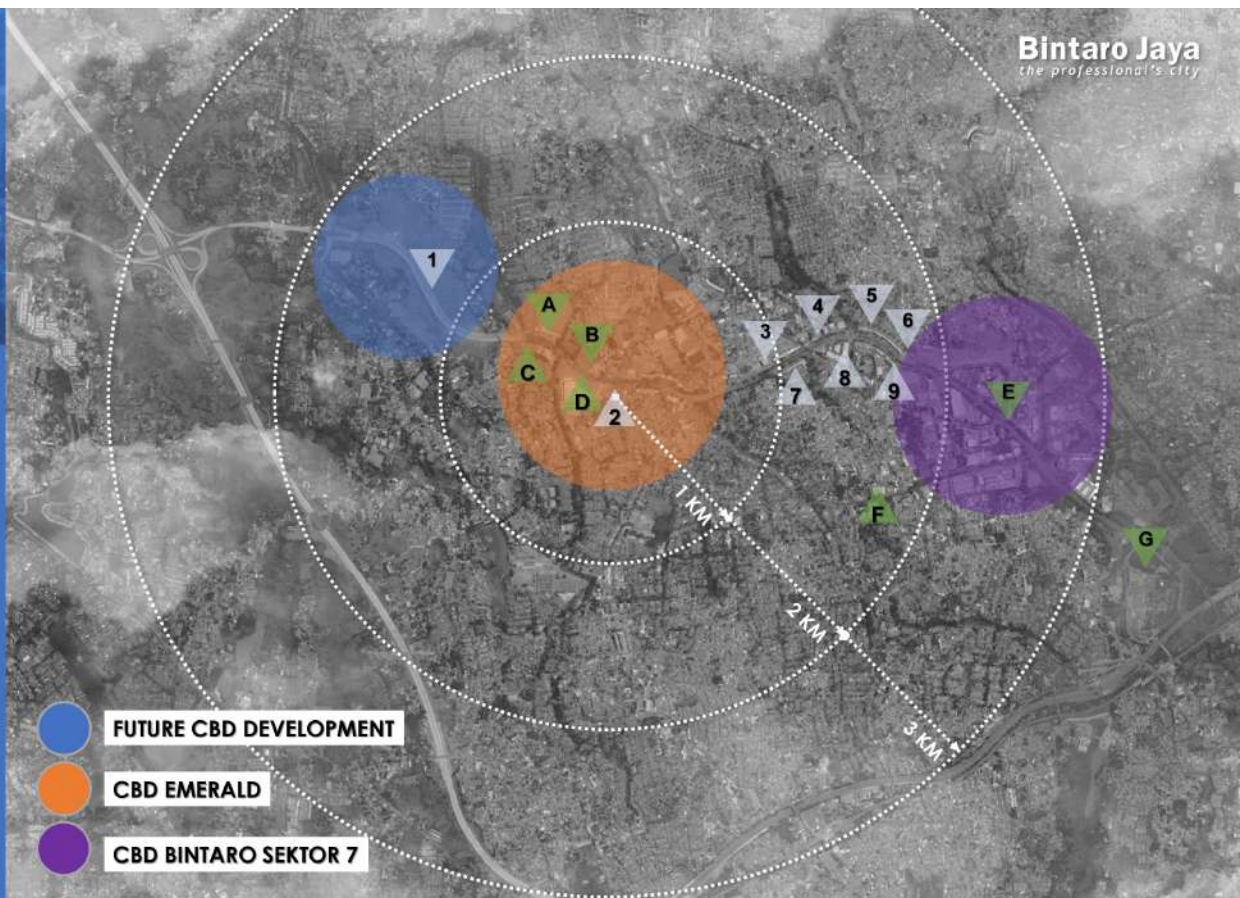 Bintaro Jaya
the professional's city
1
A
B
C
D
2
3
4
5
6
7
8
9
E
F
G
1 KM
2 KM
3 KM
FUTURE CBD DEVELOPMENT
CBD EMERALD
CBD BINTARO SEKTOR 7